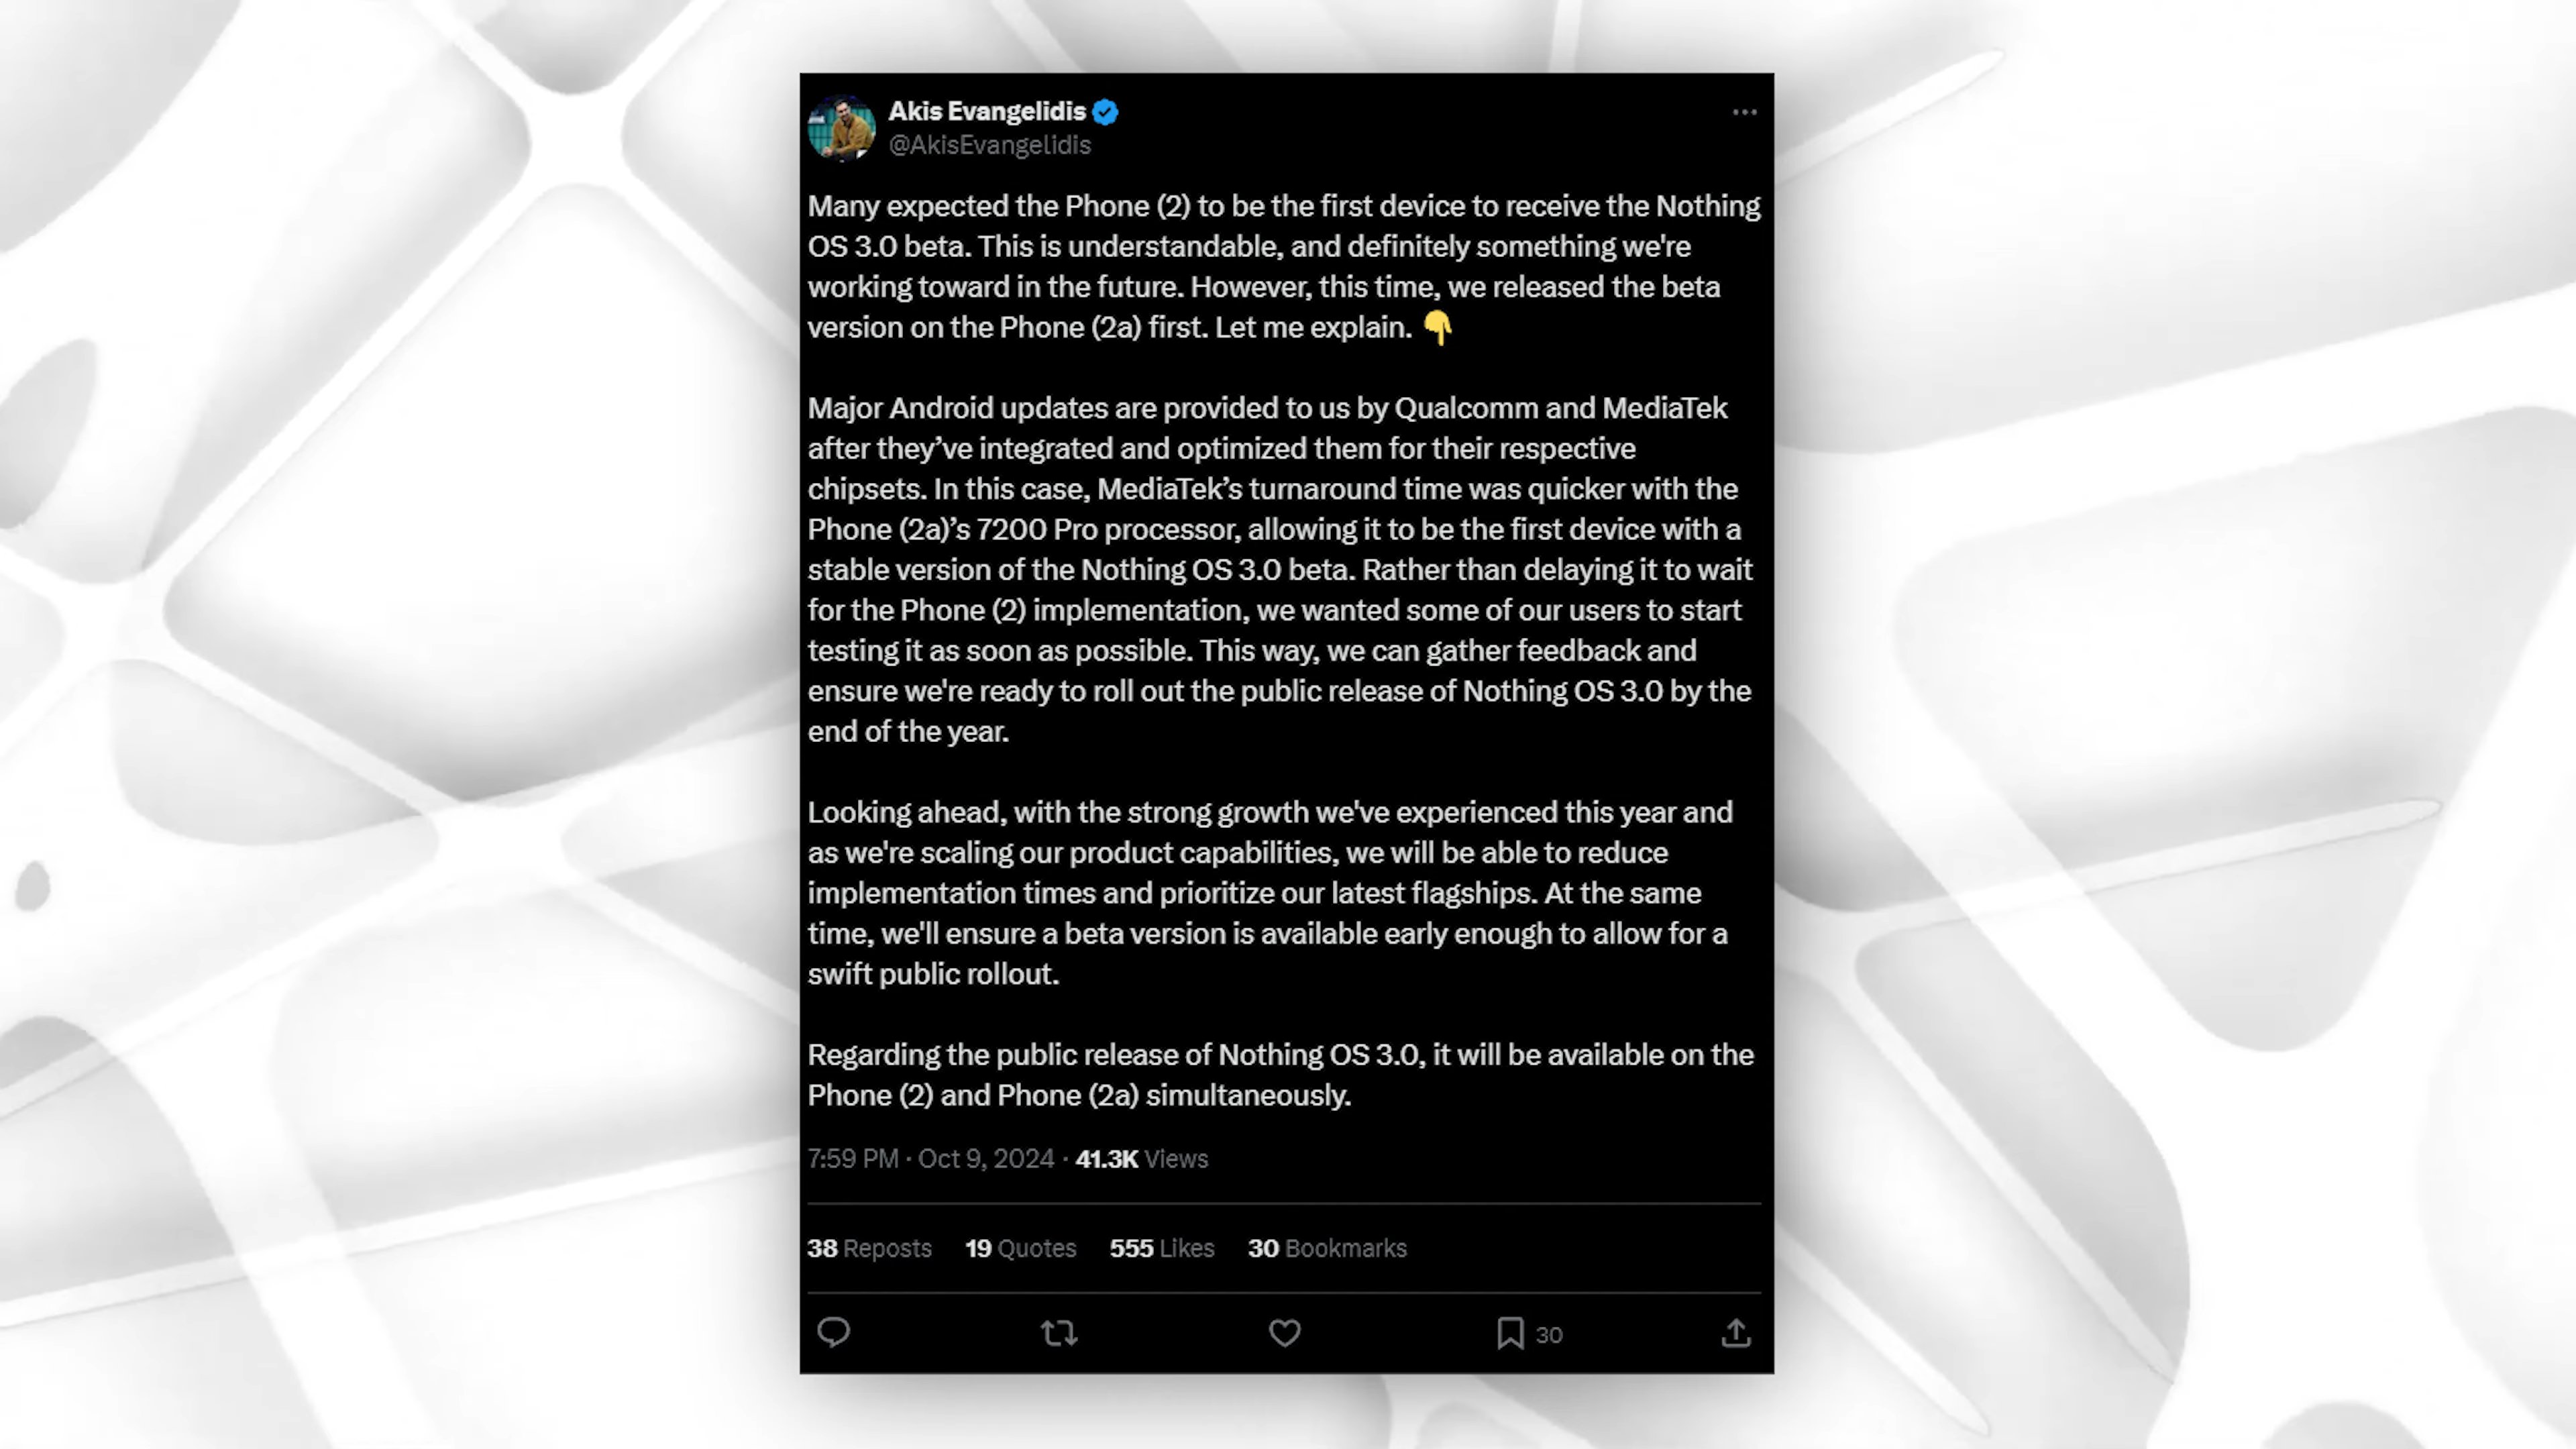 Akis Evangelidis
@AkisEvangelidis
Many expected the Phone (2) to be the first device to receive the Nothing
OS 3.0 beta. This is understandable, and definitely something we're
working toward in the future. However, this time, we released the beta
version on the Phone (2a) first. Let me explain. 👇
Major Android updates are provided to us by Qualcomm and MediaTek
after they’ve integrated and optimized them for their respective
chipsets. In this case, MediaTek’s turnaround time was quicker with the
Phone (2a)’s 7200 Pro processor, allowing it to be the first device with a
stable version of the Nothing OS 3.0 beta. Rather than delaying it to wait
for the Phone (2) implementation, we wanted some of our users to start
testing it as soon as possible. This way, we can gather feedback and
ensure we're ready to roll out the public release of Nothing OS 3.0 by the
end of the year.
Looking ahead, with the strong growth we've experienced this year and
as we're scaling our product capabilities, we will be able to reduce
implementation times and prioritize our latest flagships. At the same
time, we'll ensure a beta version is available early enough to allow for a
swift public rollout.
Regarding the public release of Nothing OS 3.0, it will be available on the
Phone (2) and Phone (2a) simultaneously.
7:59 PM · Oct 9, 2024 · 41.3K Views
38 Reposts 19 Quotes 555 Likes 30 Bookmarks
30